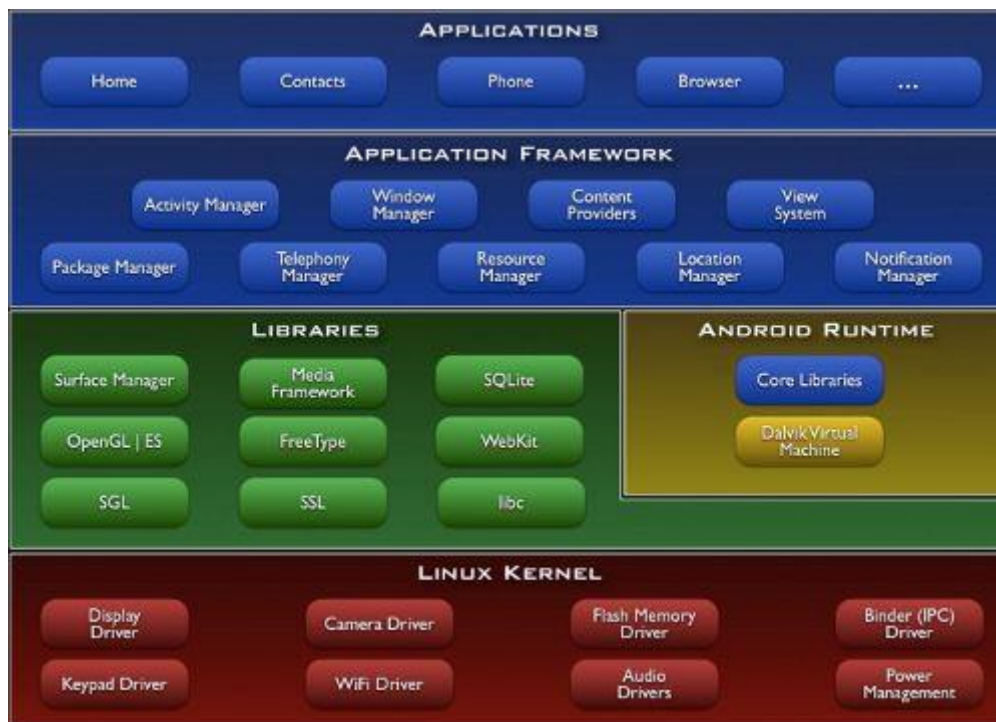 APPLICATIONS
Home
Contacts
Phone
Browser
...
APPLICATION FRAMEWORK
Activity Manager
Window
Manager
Content
Providers
View
System
Package Manager
Telephony
Manager
Resource
Manager
Location
Manager
Notification
Manager
LIBRARIES
Surface Manager
Media
Framework
SQLite
OpenGL | ES
FreeType
WebKit
SGL
SSL
libc
ANDROID RUNTIME
Core Libraries
Dalvik Virtual
Machine
LINUX KERNEL
Display
Driver
Camera Driver
Flash Memory
Driver
Binder (IPC)
Driver
Keypad Driver
WiFi Driver
Audio
Drivers
Power
Management